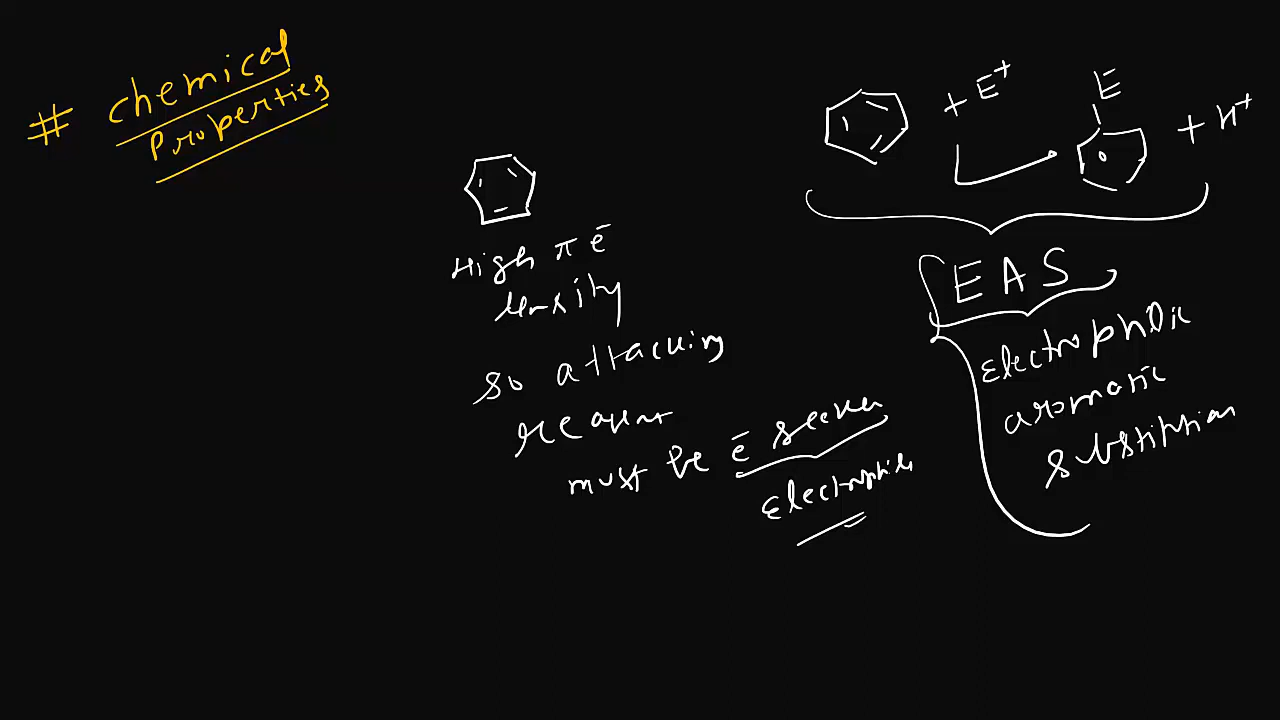 # chemical
Properties
High π ē
density
so attacking
reagent
must be ē seeker
Electrophile
+ E⁺
E
+ H⁺
EAS
Electrophilic
aromatic
substitution